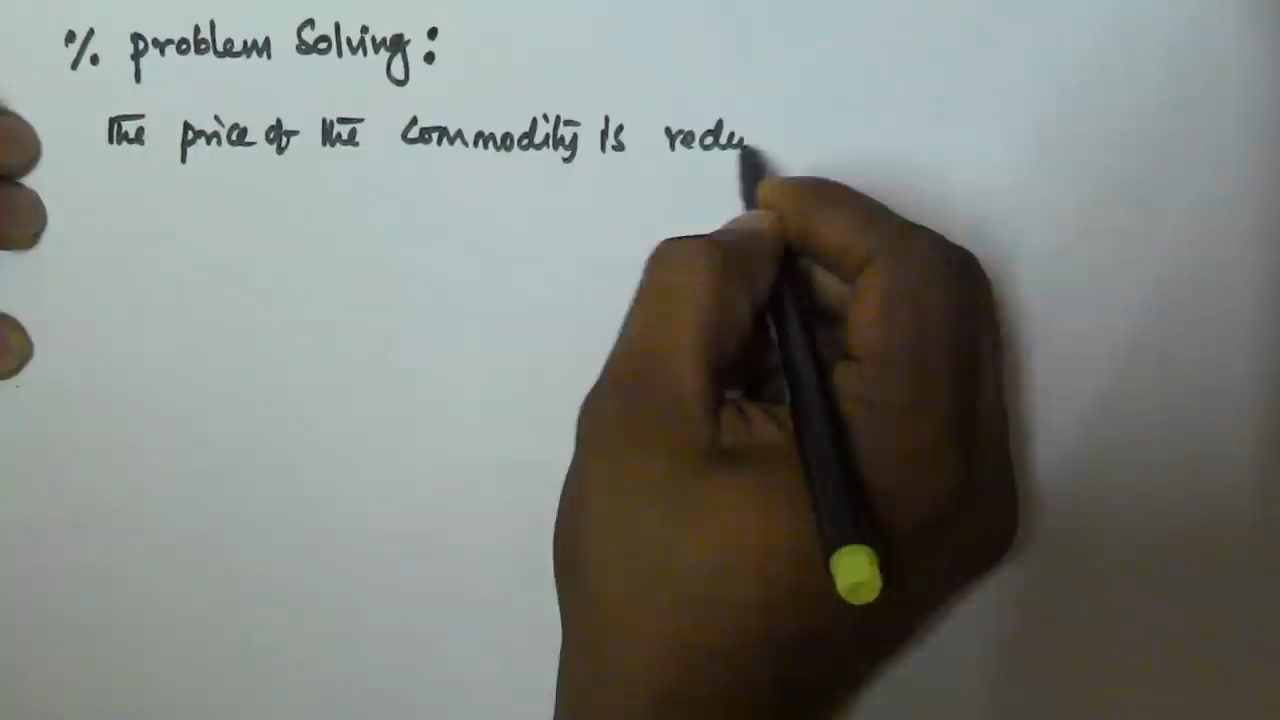 % problem Solving:
The price of the Commodity is redu